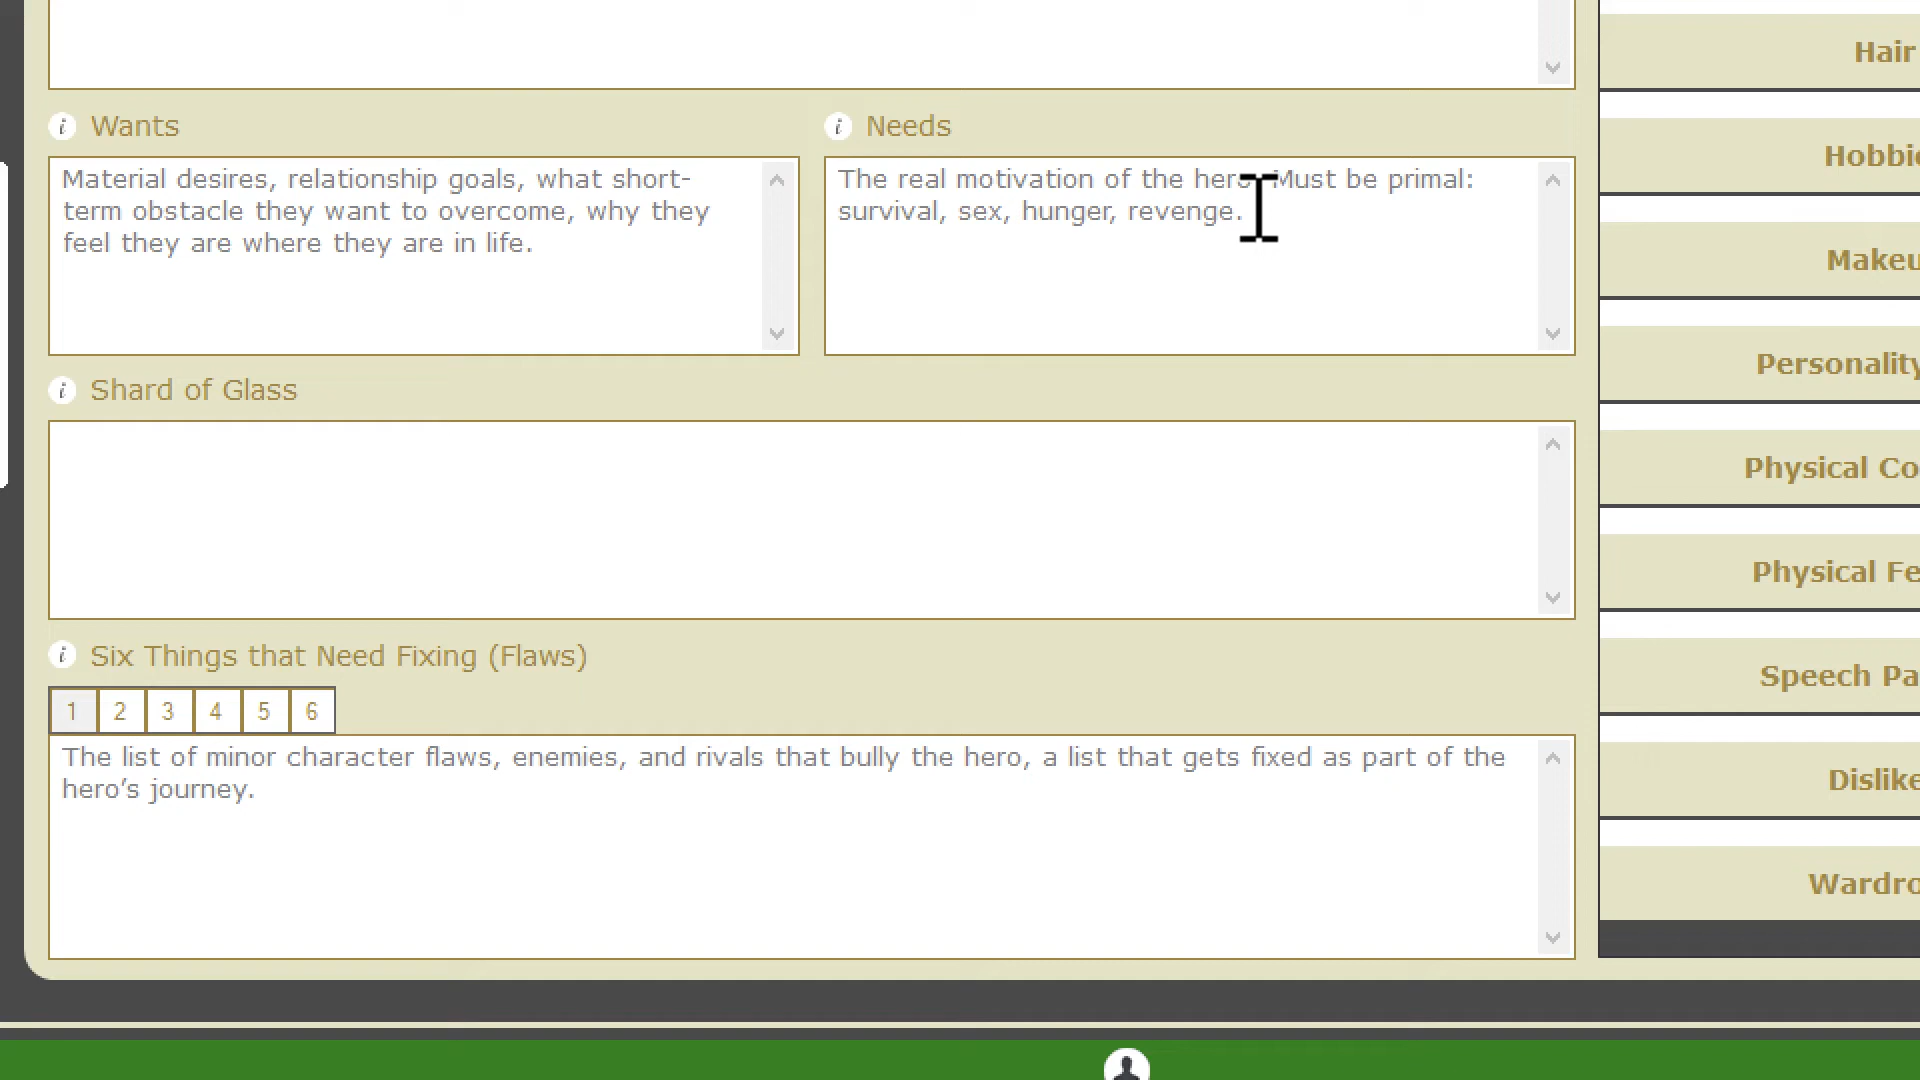 Wants
Needs
Material desires, relationship goals, what short-
term obstacle they want to overcome, why they
feel they are where they are in life.
The real motivation of the hero. Must be primal:
survival, sex, hunger, revenge.
Shard of Glass
Six Things that Need Fixing (Flaws)
1 2 3 4 5 6
The list of minor character flaws, enemies, and rivals that bully the hero, a list that gets fixed as part of the
hero’s journey.
Hair
Hobbie
Makeu
Personality
Physical Co
Physical Fe
Speech Pa
Dislike
Wardro